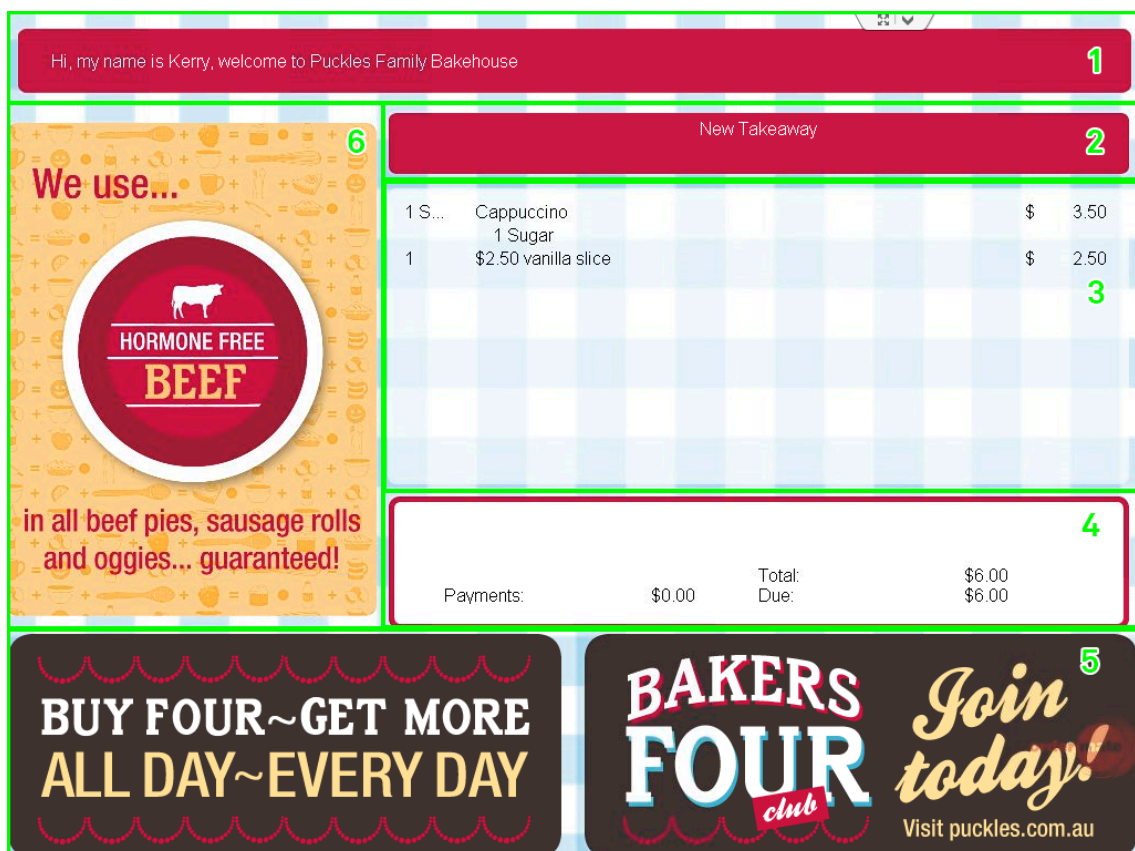 Hi, my name is Kerry, welcome to Puckles Family Bakehouse
1
New Takeaway
2
6
We use...
HORMONE FREE
BEEF
in all beef pies, sausage rolls
and oggies... guaranteed!
1 S... Cappuccino $ 3.50
1 Sugar
1 $2.50 vanilla slice $ 2.50
3
4
Total: $6.00
Payments: $0.00 Due: $6.00
BUY FOUR~GET MORE
ALL DAY~EVERY DAY
BAKERS
FOUR
club
5
Join
today!
Visit puckles.com.au